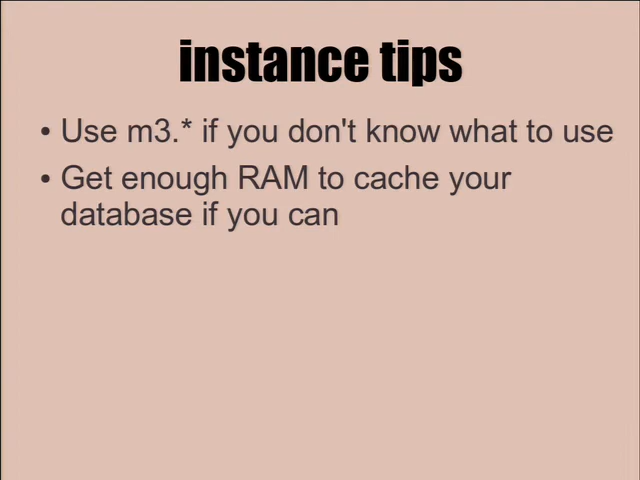 instance tips
• Use m3.* if you don't know what to use
• Get enough RAM to cache your
database if you can